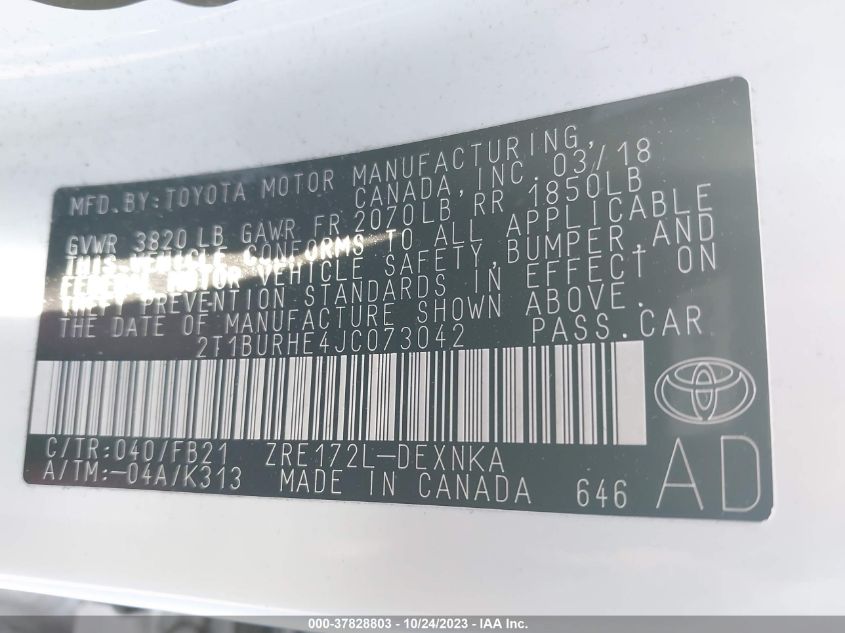 MFD.BY:TOYOTA MOTOR MANUFACTURING,
CANADA,INC. 03/18
GVWR 3820 LB GAWR FR 2070LB RR 1850LB
THIS VEHICLE CONFORMS TO ALL APPLICABLE
FEDERAL MOTOR VEHICLE SAFETY,BUMPER,AND
THEFT PREVENTION STANDARDS IN EFFECT ON
THE DATE OF MANUFACTURE SHOWN ABOVE.
2T1BURHE4JC073042 PASS.CAR
C/TR:040/FB21 ZRE172L-DEXNKA
A/TM:-04A/K313 MADE IN CANADA 646 AD
000-37828803 - 10/24/2023 - IAA Inc.